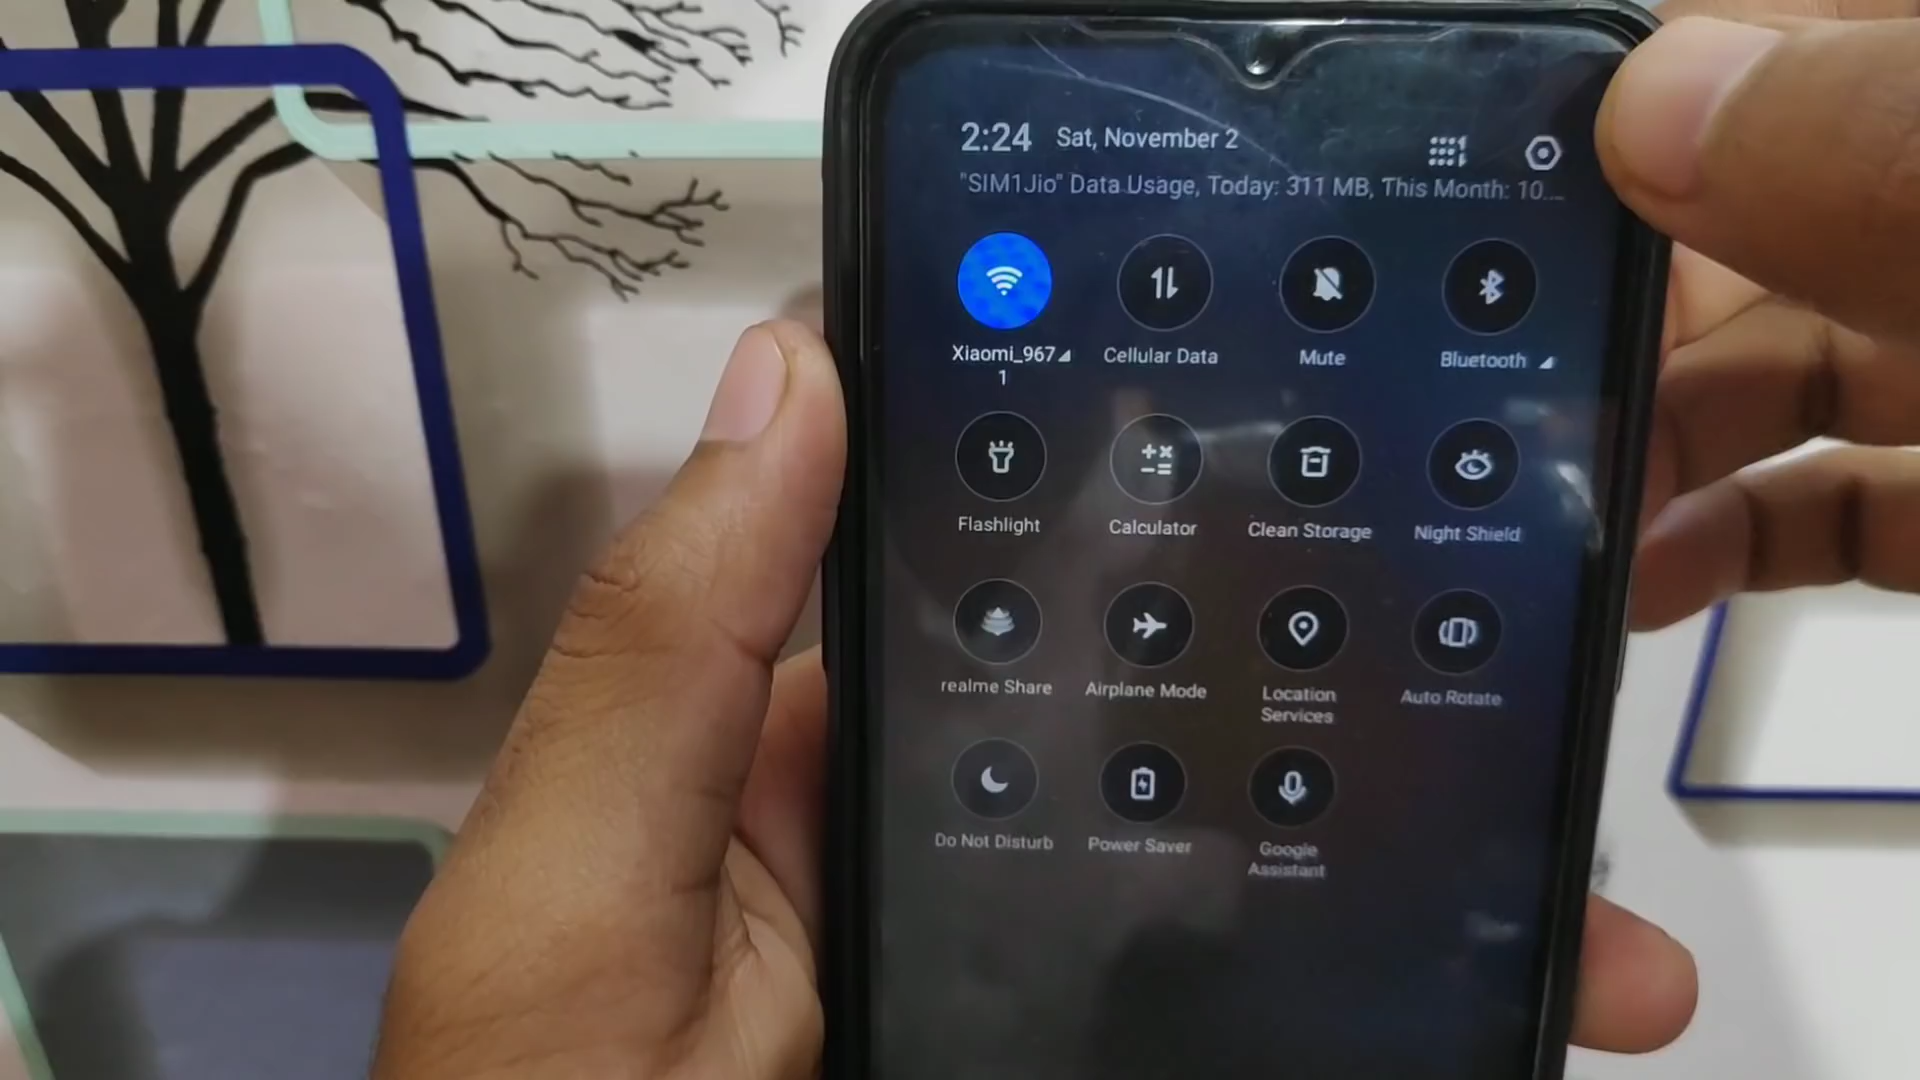 2:24 Sat, November 2
"SIM1Jio" Data Usage, Today: 311 MB, This Month: 10....
Xiaomi_967
1
Cellular Data
Mute
Bluetooth
Flashlight
Calculator
Clean Storage
Night Shield
realme Share
Airplane Mode
Location
Services
Auto Rotate
Do Not Disturb
Power Saver
Google
Assistant